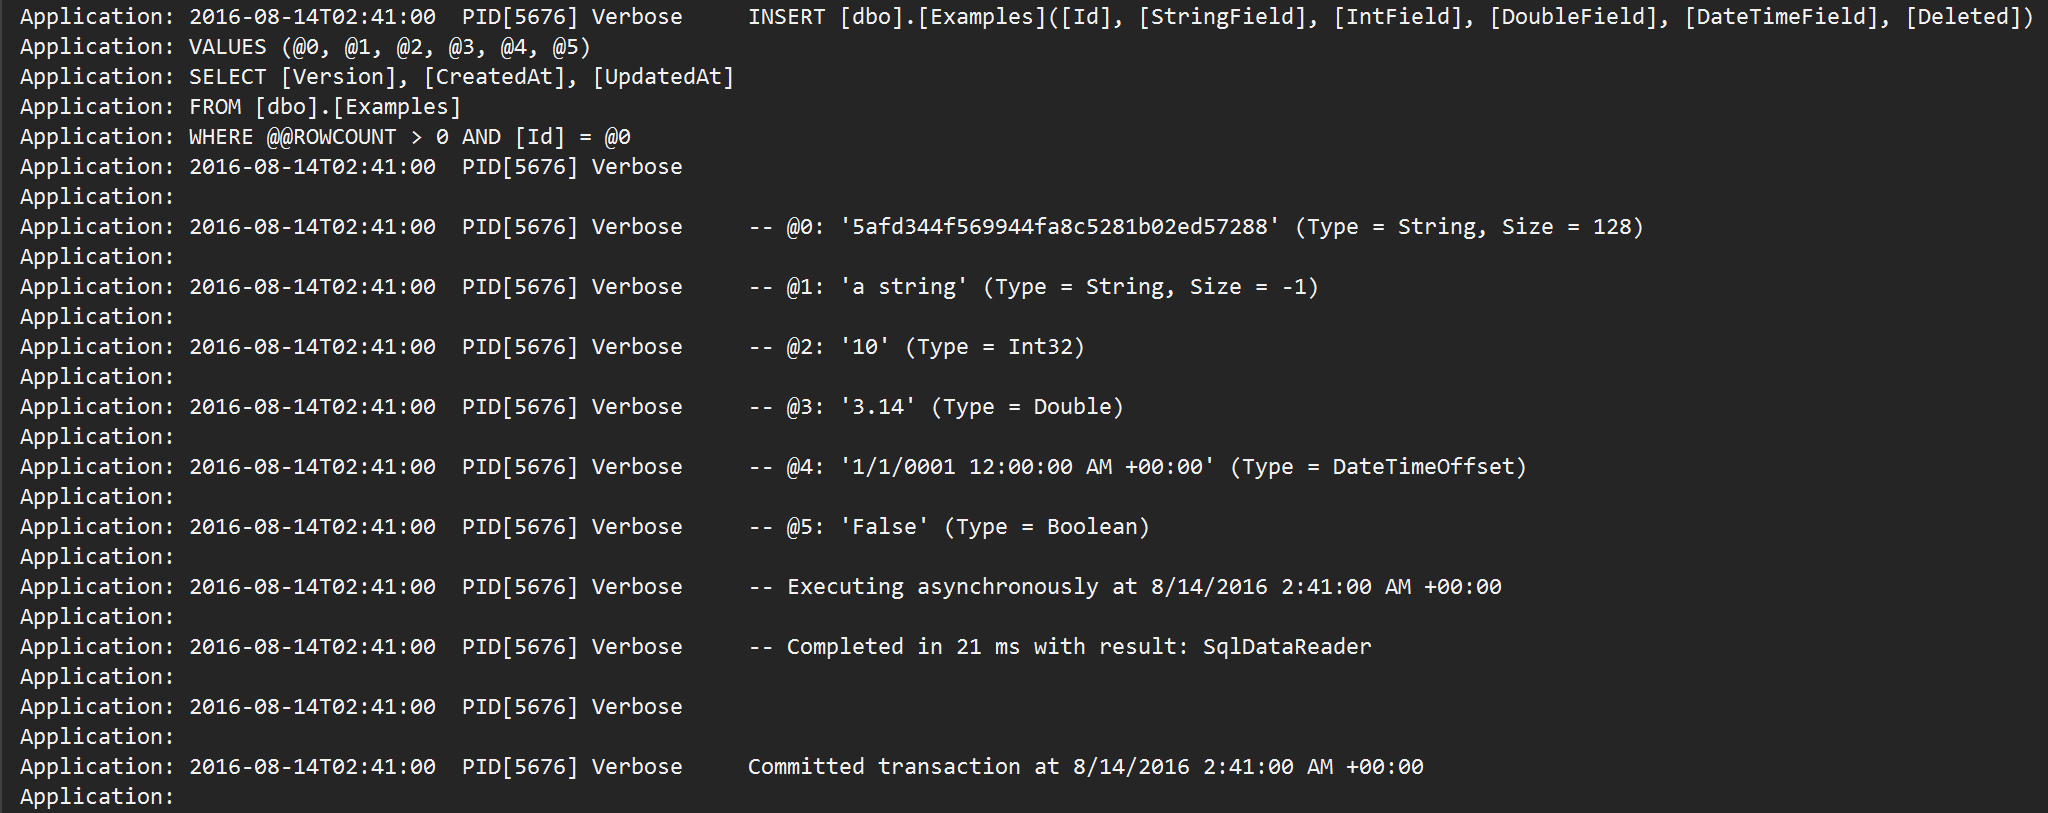 Application: 2016-08-14T02:41:00  PID[5676] Verbose     INSERT [dbo].[Examples]([Id], [StringField], [IntField], [DoubleField], [DateTimeField], [Deleted])
Application: VALUES (@0, @1, @2, @3, @4, @5)
Application: SELECT [Version], [CreatedAt], [UpdatedAt]
Application: FROM [dbo].[Examples]
Application: WHERE @@ROWCOUNT > 0 AND [Id] = @0
Application: 2016-08-14T02:41:00  PID[5676] Verbose
Application:
Application: 2016-08-14T02:41:00  PID[5676] Verbose     -- @0: '5afd344f569944fa8c5281b02ed57288' (Type = String, Size = 128)
Application:
Application: 2016-08-14T02:41:00  PID[5676] Verbose     -- @1: 'a string' (Type = String, Size = -1)
Application:
Application: 2016-08-14T02:41:00  PID[5676] Verbose     -- @2: '10' (Type = Int32)
Application:
Application: 2016-08-14T02:41:00  PID[5676] Verbose     -- @3: '3.14' (Type = Double)
Application:
Application: 2016-08-14T02:41:00  PID[5676] Verbose     -- @4: '1/1/0001 12:00:00 AM +00:00' (Type = DateTimeOffset)
Application:
Application: 2016-08-14T02:41:00  PID[5676] Verbose     -- @5: 'False' (Type = Boolean)
Application:
Application: 2016-08-14T02:41:00  PID[5676] Verbose     -- Executing asynchronously at 8/14/2016 2:41:00 AM +00:00
Application:
Application: 2016-08-14T02:41:00  PID[5676] Verbose     -- Completed in 21 ms with result: SqlDataReader
Application:
Application: 2016-08-14T02:41:00  PID[5676] Verbose
Application:
Application: 2016-08-14T02:41:00  PID[5676] Verbose     Committed transaction at 8/14/2016 2:41:00 AM +00:00
Application: